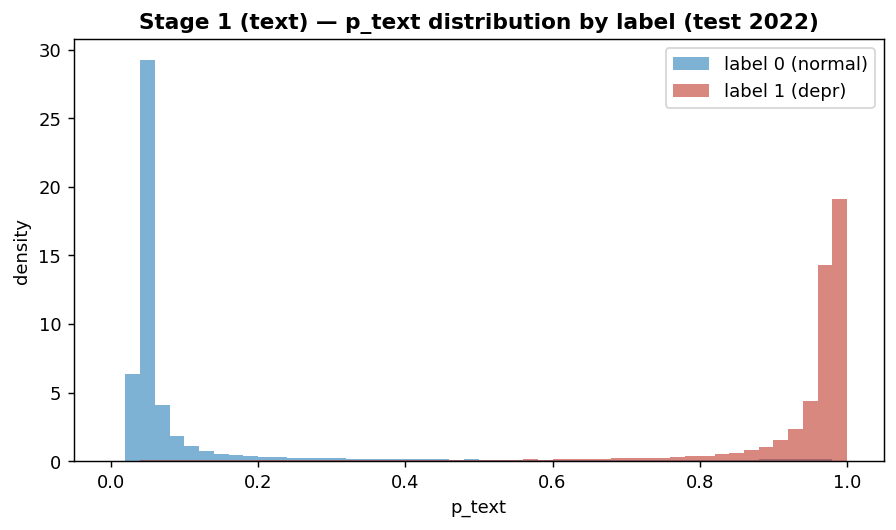 Stage 1 (text) — p_text distribution by label (test 2022)
label 0 (normal)
label 1 (depr)
density
30
25
20
15
10
5
0
0.0 0.2 0.4 0.6 0.8 1.0
p_text